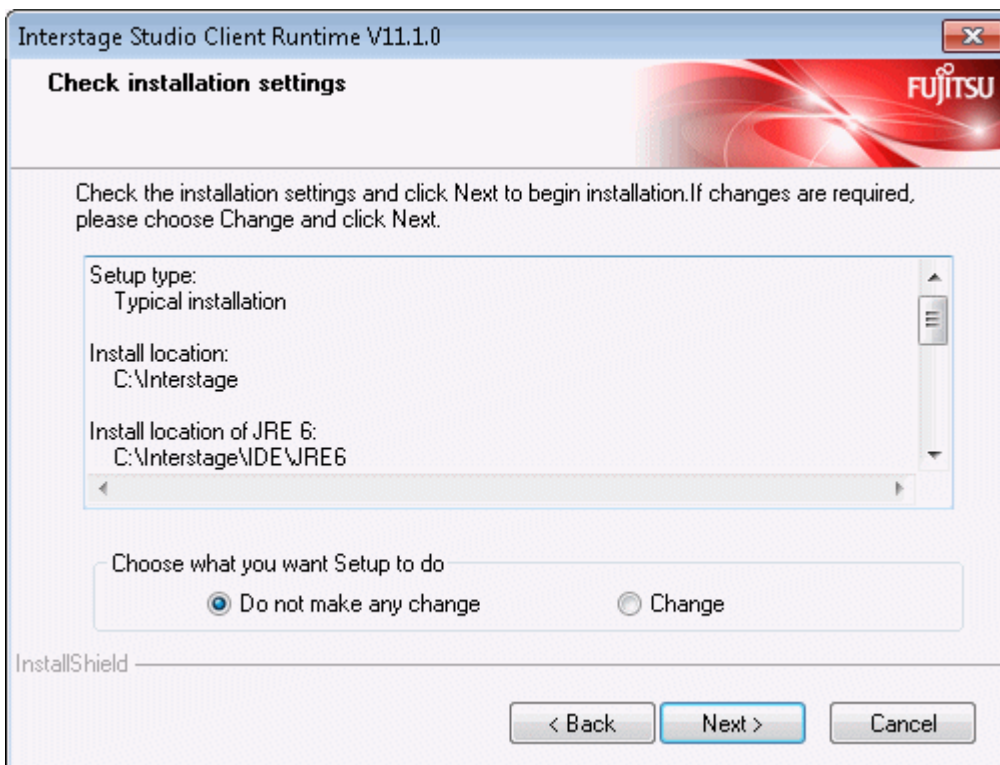 Interstage Studio Client Runtime V11.1.0
Check installation settings
FUJITSU
Check the installation settings and click Next to begin installation.If changes are required,
please choose Change and click Next.
Setup type:
Typical installation
Install location:
C:\Interstage
Install location of JRE 6:
C:\Interstage\IDE\JRE6
Choose what you want Setup to do
Do not make any change
Change
InstallShield
< Back
Next >
Cancel